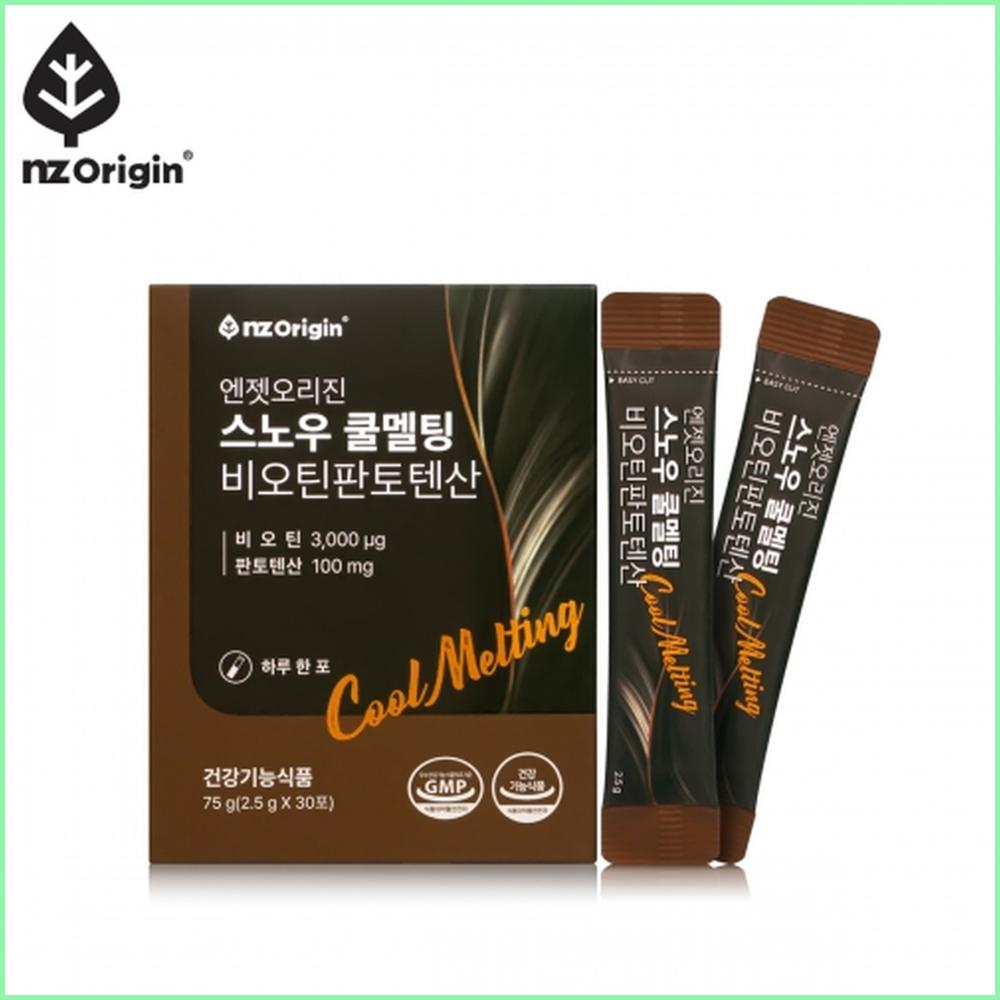 nzOrigin®
nzOrigin®
엔젯오리진
스노우 쿨멜팅
비오틴판토텐산
비 오 틴 3,000 µg
판토텐산 100 mg
하루 한 포
Cool Melting
건강기능식품
75 g(2.5 g X 30포)
GMP
건강
기능식품
EASY CUT
엔젯오리진
스노우 쿨멜팅
비오틴판토텐산
Cool Melting
2.5 g
EASY CUT
엔젯오리진
스노우 쿨멜팅
비오틴판토텐산
Cool Melting